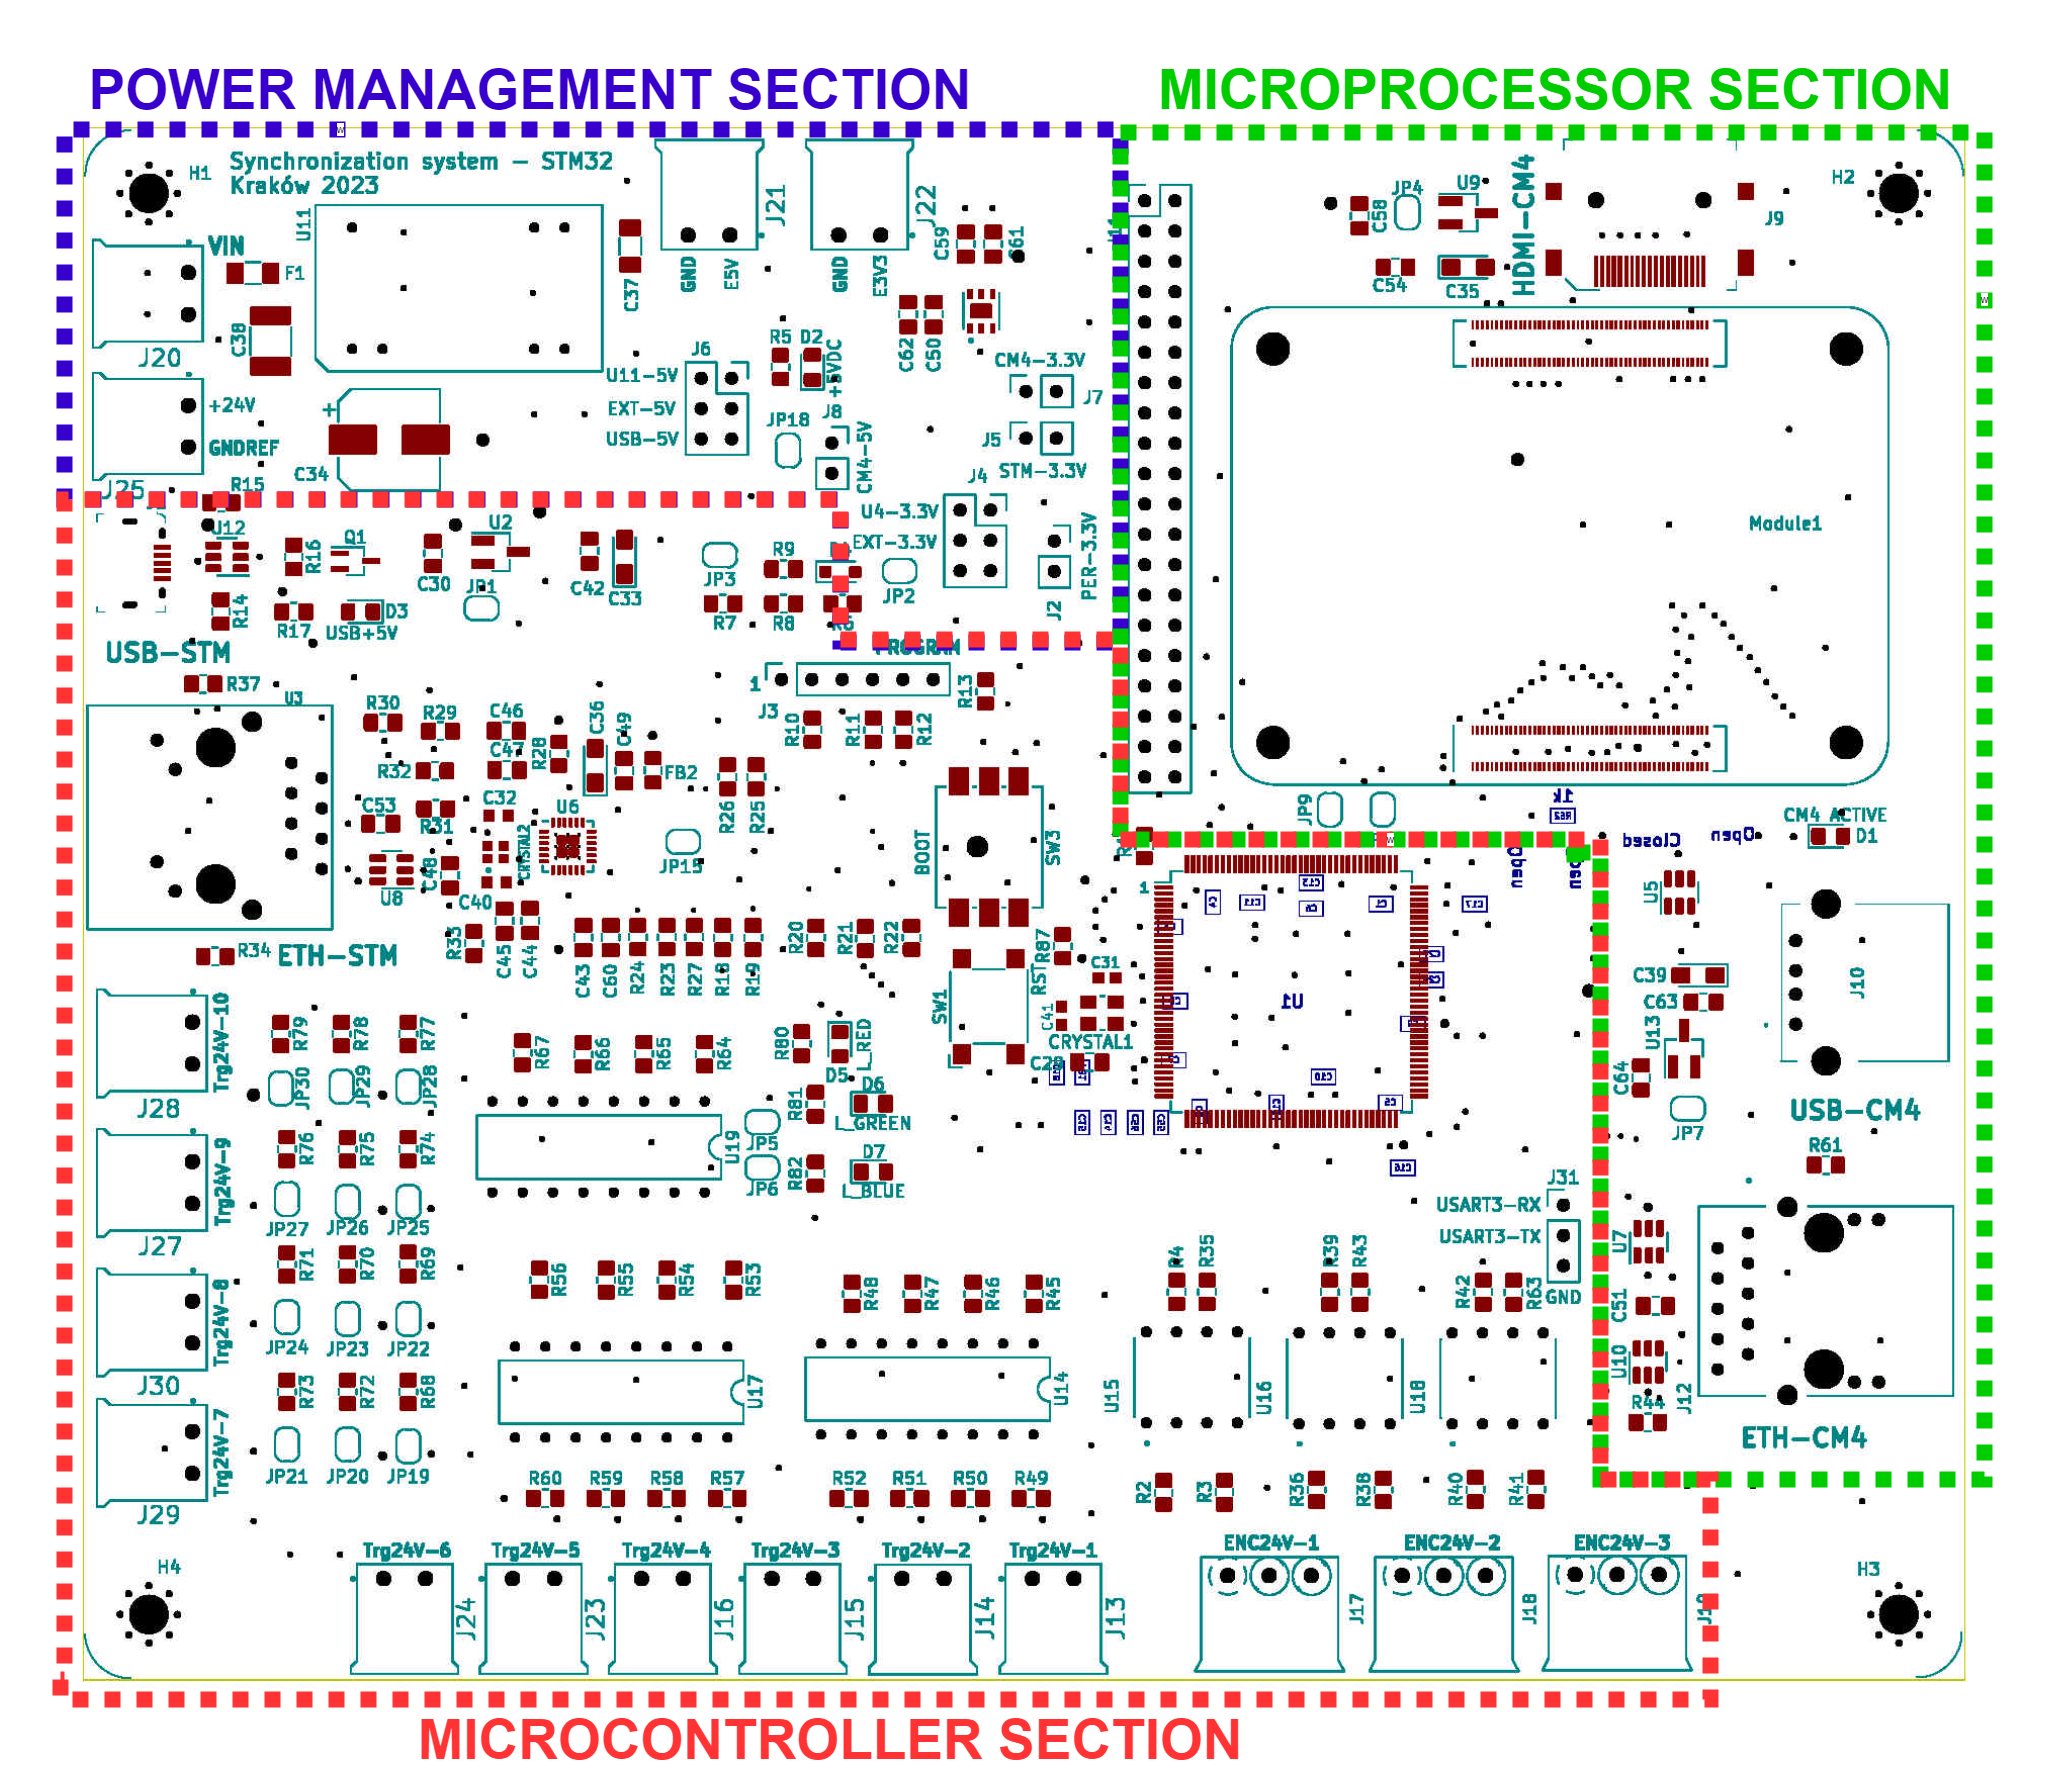 POWER MANAGEMENT SECTION
MICROPROCESSOR SECTION
Synchronization system - STM32
Kraków 2023
H1
H2
U11
J21
J22
GND
E5V
GND
E3V3
C37
C59
C58
JP4
U9
HDMI-CM4
J9
C54
C35
VIN
F1
C38
J20
+24V
GNDREF
C34
J25
J6
U11-5V
EXT-5V
USB-5V
R5
D2
+5VDC
J8
JP18
CM4-5V
C62
C50
CM4-3.3V
J7
J5
STM-3.3V
J4
U4-3.3V
EXT-3.3V
JP2
J2
PER-3.3V
Module1
R15
R16
Q1
C30
U2
JP1
C42
C33
JP3
R9
R7
R8
R14
R17
D3
USB+5V
USB-STM
R37
U3
R30
R29
C46
C47
R28
C36
C49
FB2
R32
R31
C53
C32
U6
CRYSTAL2
C48
U8
C40
R33
C45
C44
R34
ETH-STM
1
J3
R10
R11
R12
R13
R26
R25
JP15
BOOT
SW3
C43
C60
R24
R23
R27
R18
R19
R20
R21
R22
R87
SW1
RST
C31
C41
CRYSTAL1
C29
1
U1
JP9
1k
Closed
Open
Open
CM4 ACTIVE
D1
U5
C39
C63
U13
C64
JP7
J10
USB-CM4
R61
Trg24V-10
J28
R79
R78
R77
JP30
JP29
JP28
R67
R66
R65
R64
R80
D5
L_RED
R81
D6
L_GREEN
D7
R82
L_BLUE
U19
JP5
JP6
Trg24V-9
J27
R76
R75
R74
JP27
JP26
JP25
Trg24V-8
J30
R71
R70
R69
JP24
JP23
JP22
Trg24V-7
J29
R73
R72
R68
JP21
JP20
JP19
R56
R55
R54
R53
R48
R47
R46
R45
R4
R35
R39
R43
R42
R63
J31
USART3-RX
USART3-TX
GND
U7
C51
U10
R44
J12
ETH-CM4
U17
U14
U15
U16
U18
R60
R59
R58
R57
R52
R51
R50
R49
R2
R3
R36
R38
R40
R41
Trg24V-6
Trg24V-5
Trg24V-4
Trg24V-3
Trg24V-2
Trg24V-1
ENC24V-1
ENC24V-2
ENC24V-3
J24
J23
J16
J15
J14
J13
J17
J18
H4
H3
MICROCONTROLLER SECTION